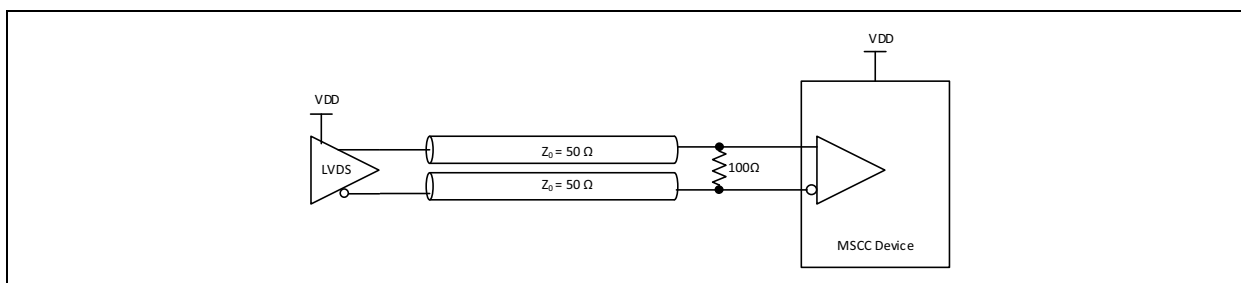 VDD
VDD
LVDS
Z₀ = 50 Ω
Z₀ = 50 Ω
100Ω
MSCC Device